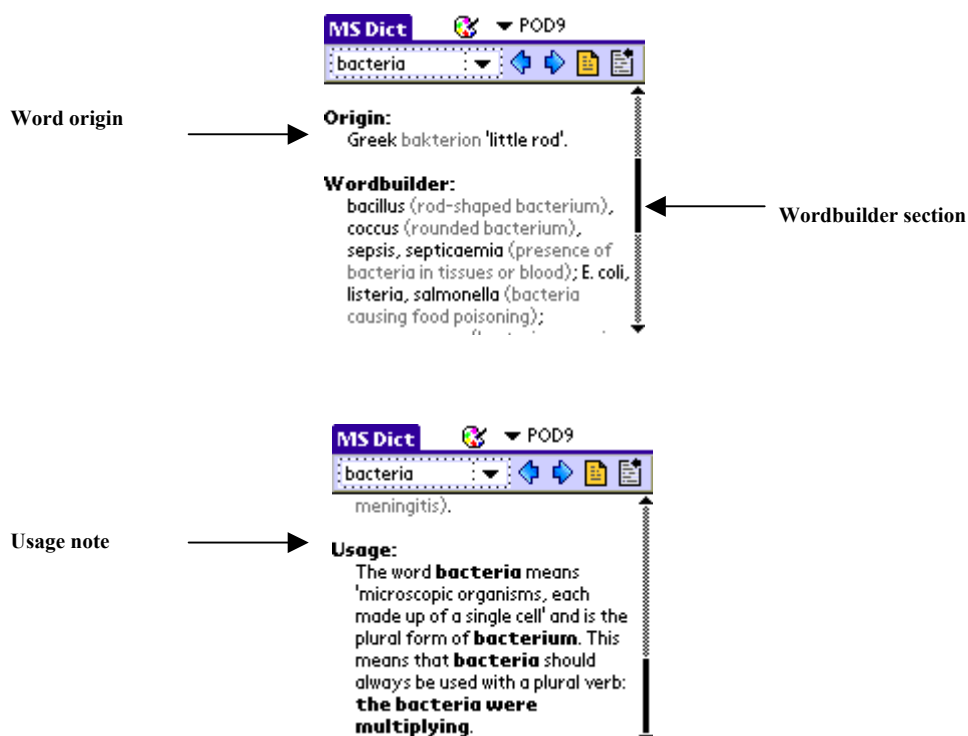 MS Dict POD9
bacteria
Word origin
Origin:
Greek bakterion 'little rod'.
Wordbuilder:
bacillus (rod-shaped bacterium),
coccus (rounded bacterium),
sepsis, septicaemia (presence of
bacteria in tissues or blood); E. coli,
listeria, salmonella (bacteria
causing food poisoning);
Wordbuilder section
MS Dict POD9
bacteria
meningitis).
Usage note
Usage:
The word bacteria means
'microscopic organisms, each
made up of a single cell' and is the
plural form of bacterium. This
means that bacteria should
always be used with a plural verb:
the bacteria were
multiplying.